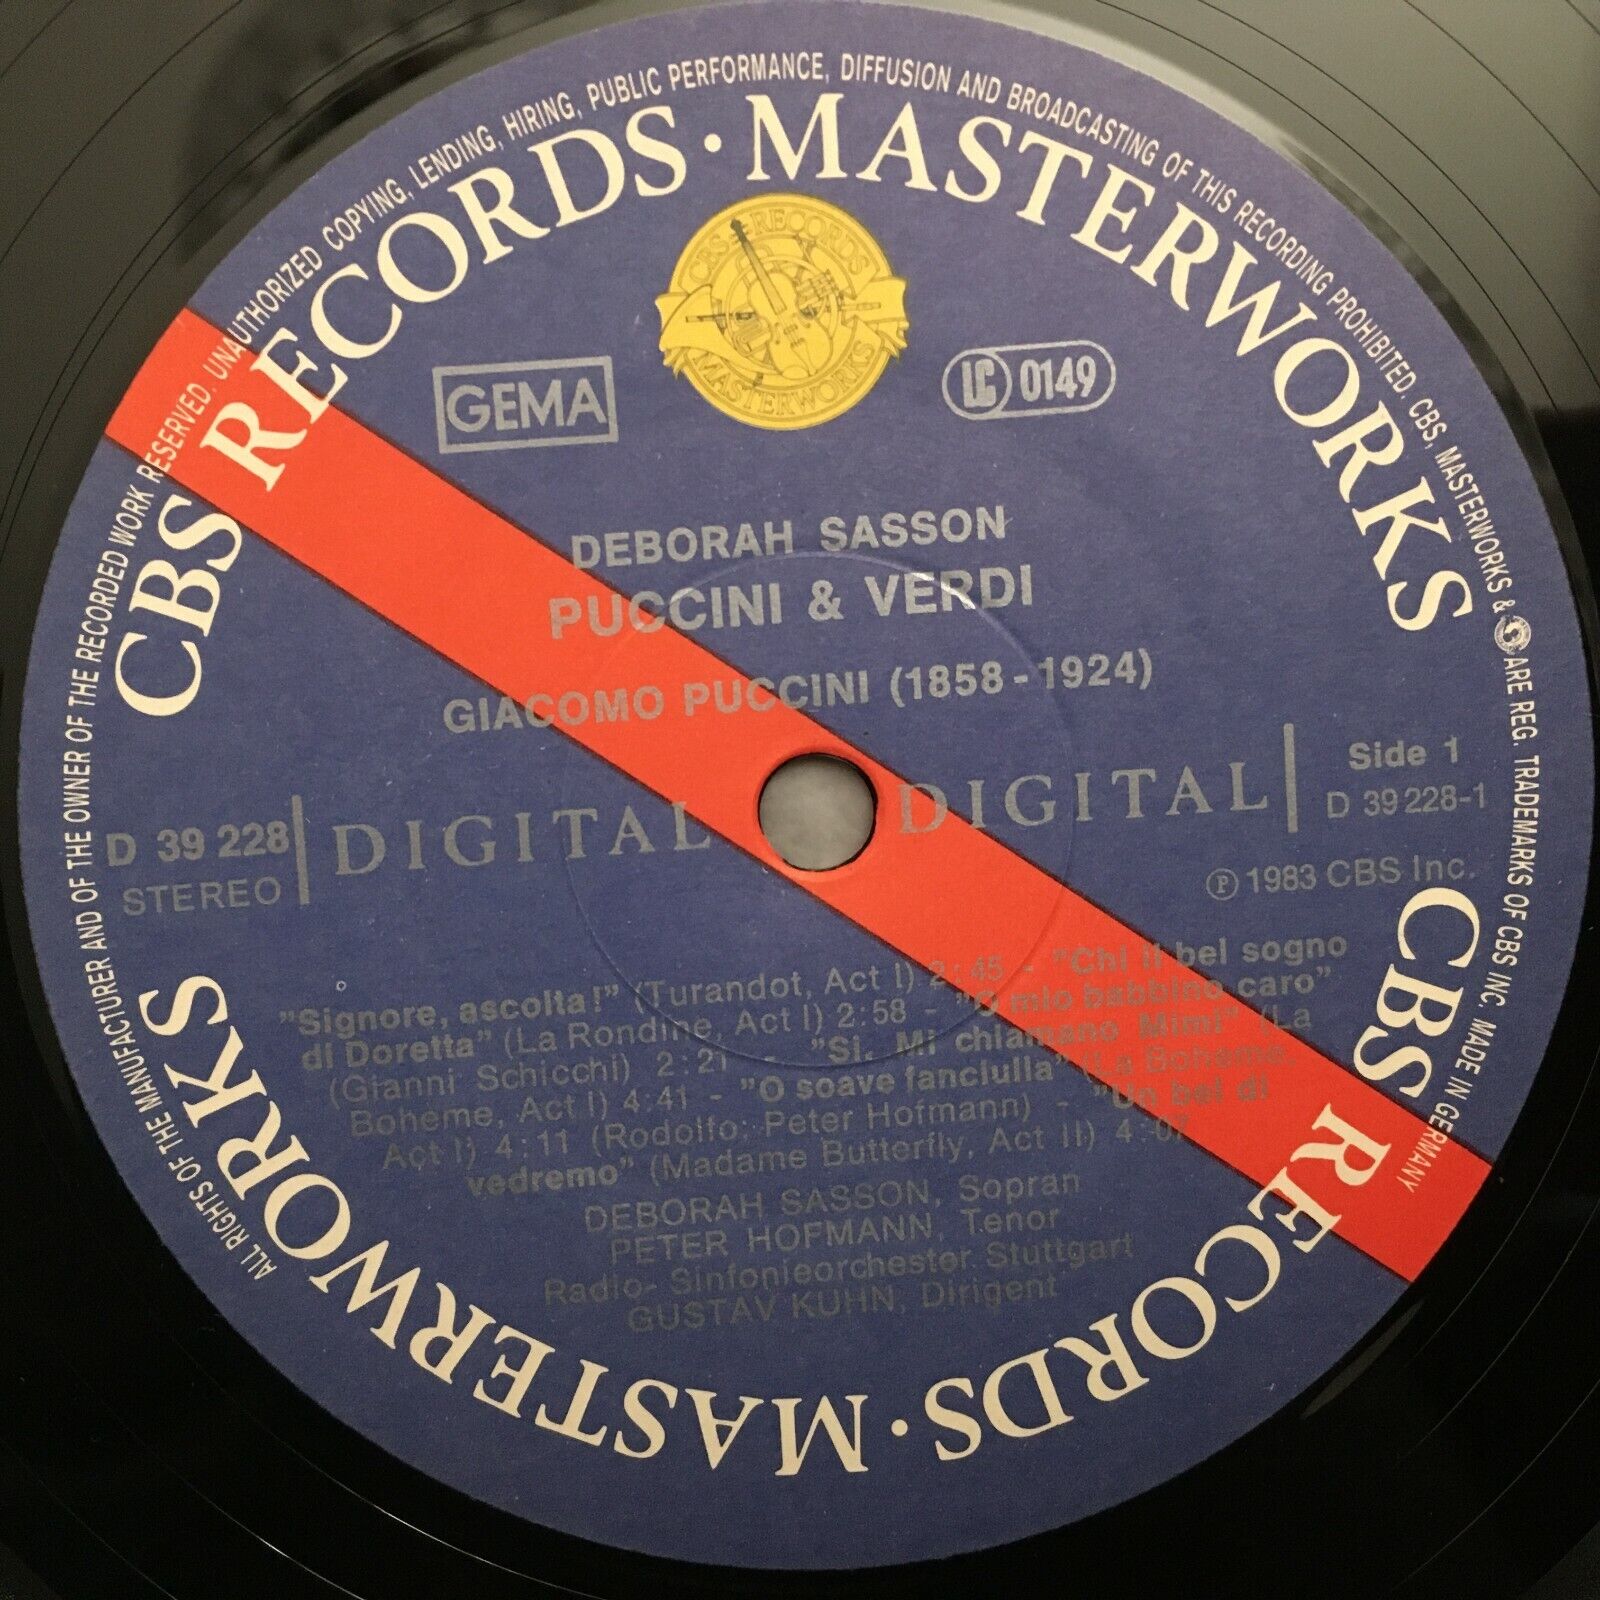 ALL RIGHTS OF THE MANUFACTURER AND OF THE OWNER OF THE RECORDED WORK RESERVED. UNAUTHORIZED COPYING, LENDING, HIRING, PUBLIC PERFORMANCE, DIFFUSION AND BROADCASTING OF THIS RECORDING PROHIBITED. CBS, MASTERWORKS & ARE REG. TRADEMARKS OF CBS INC. MADE IN GERMANY
CBS RECORDS · MASTERWORKS
CBS RECORDS · MASTERWORKS
CBS RECORDS
MASTERWORKS
GEMA
LC 0149
DEBORAH SASSON
PUCCINI & VERDI
GIACOMO PUCCINI (1858-1924)
D 39 228
STEREO
DIGITAL DIGITAL
Side 1
D 39 228-1
℗ 1983 CBS Inc.
"Signore, ascolta!" (Turandot, Act I) 2:45 - "Chi il bel sogno
di Doretta" (La Rondine, Act I) 2:58 - "O mio babbino caro"
(Gianni Schicchi) 2:21 - "Si, Mi chiamano Mimi" (La
Boheme, Act I) 4:41 - "O soave fanciulla" (La Boheme,
Act I) 4:11 (Rodolfo: Peter Hofmann) - "Un bel di
vedremo" (Madame Butterfly, Act II) 4:07
DEBORAH SASSON, Sopran
PETER HOFMANN, Tenor
Radio-Sinfonieorchester Stuttgart
GUSTAV KUHN, Dirigent